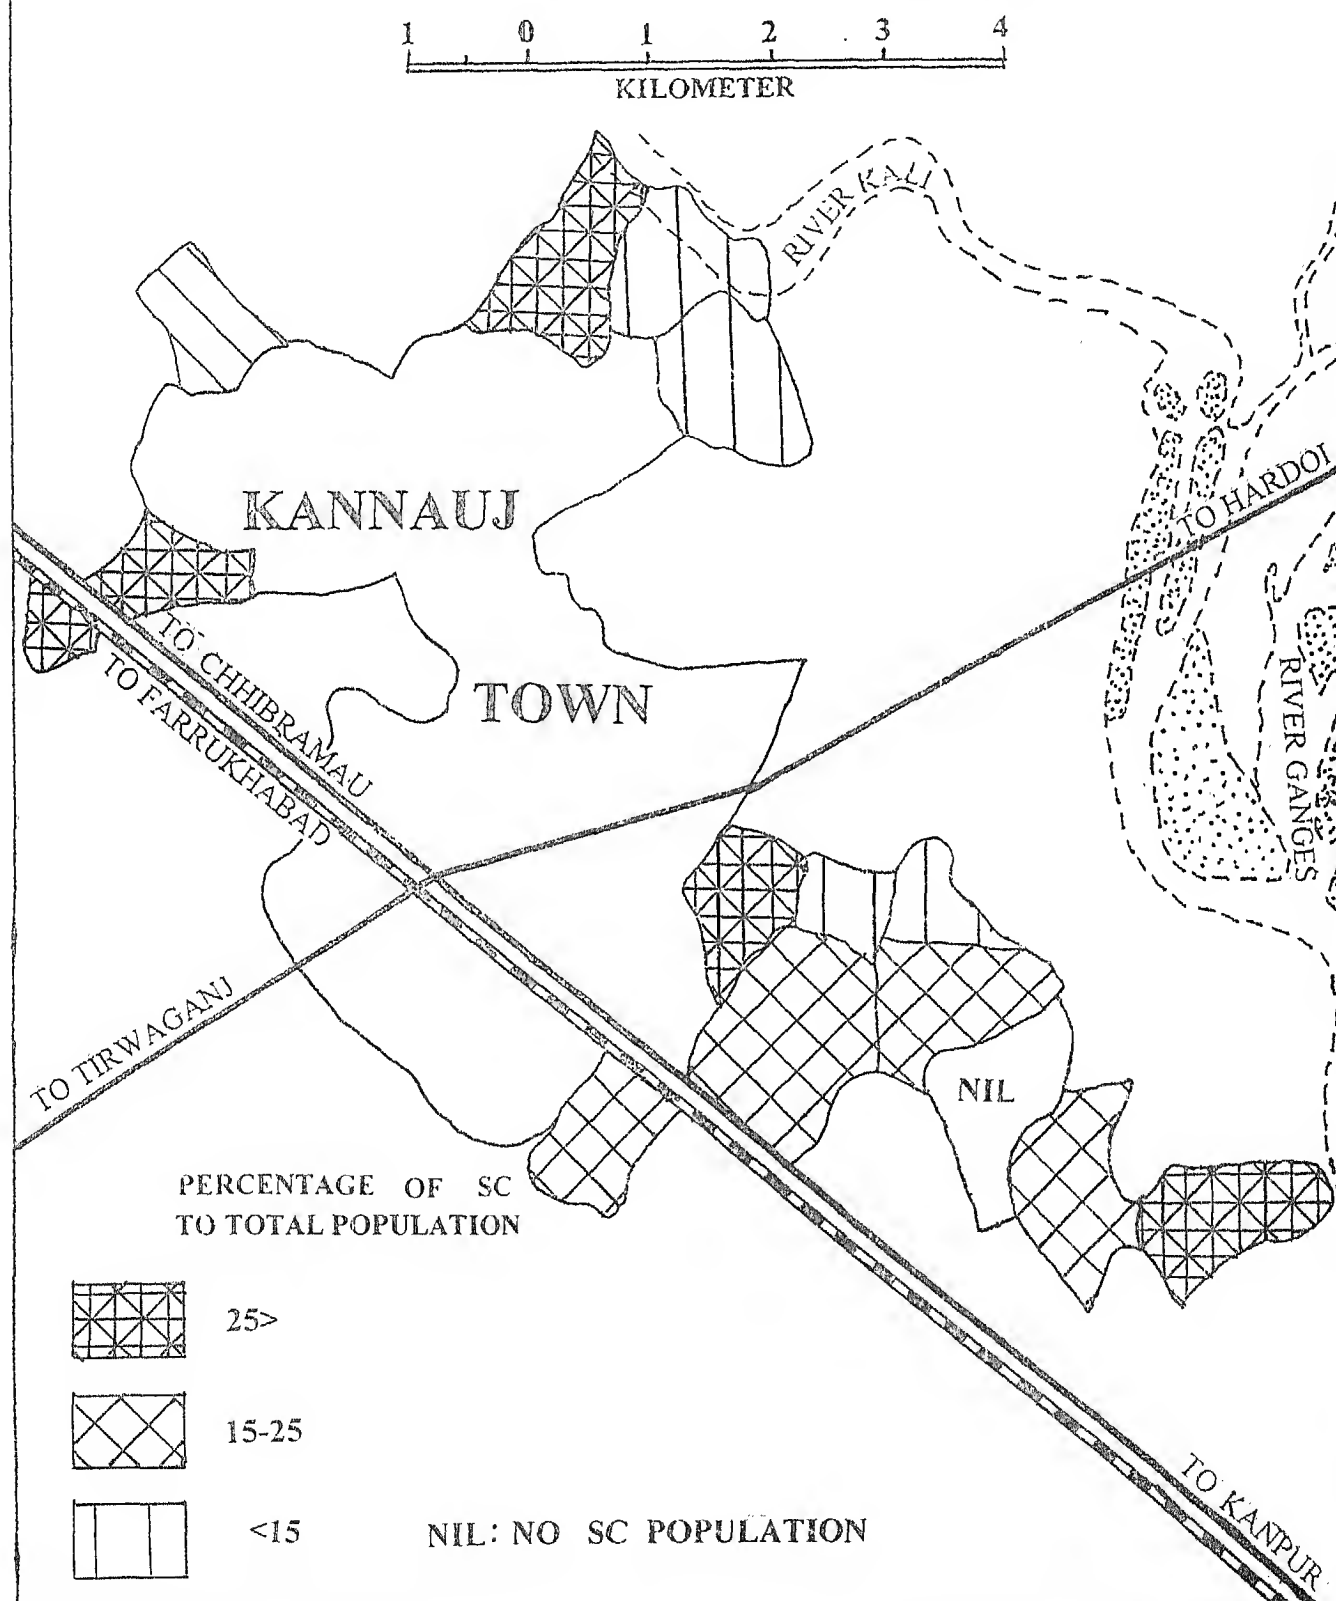 1 0 1 2 3 4
KILOMETER
RIVER KALI
TO HARDOI
KANNAUJ
TO CHHIBRAMAU
TO FARRUKHABAD
TOWN
RIVER GANGES
TO TIRWAGANJ
NIL
PERCENTAGE OF SC
TO TOTAL POPULATION
25>
15-25
<15
NIL: NO SC POPULATION
TO KANPUR